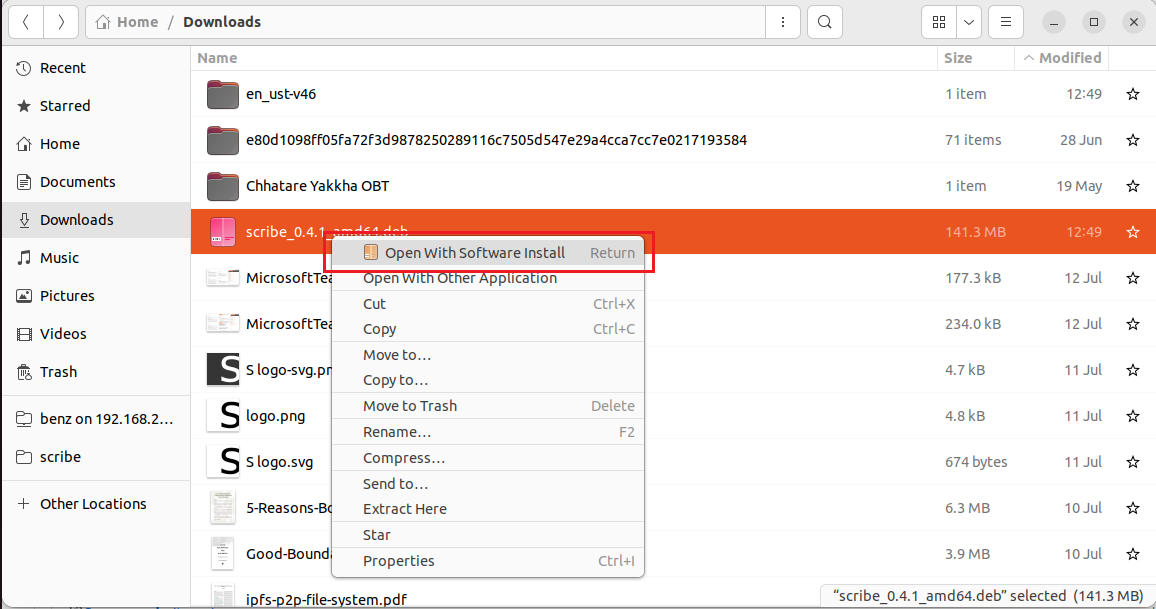 Home / Downloads
Name Size Modified
Recent
Starred
Home
Documents
Downloads
Music
Pictures
Videos
Trash
benz on 192.168.2...
scribe
Other Locations
en_ust-v46 1 item 12:49
e80d1098ff05fa72f3d9878250289116c7505d547e29a4cca7cc7e0217193584 71 items 28 Jun
Chhatare Yakkha OBT 1 item 19 May
scribe_0.4.1_amd64.deb 141.3 MB 12:49
MicrosoftTea 177.3 kB 12 Jul
MicrosoftTea 234.0 kB 12 Jul
S logo-svg.pn 4.7 kB 11 Jul
logo.png 4.8 kB 11 Jul
S logo.svg 674 bytes 11 Jul
5-Reasons-Bo 6.3 MB 10 Jul
Good-Bounda 3.9 MB 10 Jul
ipfs-p2p-file-system.pdf
Open With Software Install Return
Open With Other Application
Cut Ctrl+X
Copy Ctrl+C
Move to...
Copy to...
Move to Trash Delete
Rename... F2
Compress...
Send to...
Extract Here
Star
Properties Ctrl+I
“scribe_0.4.1_amd64.deb” selected (141.3 MB)